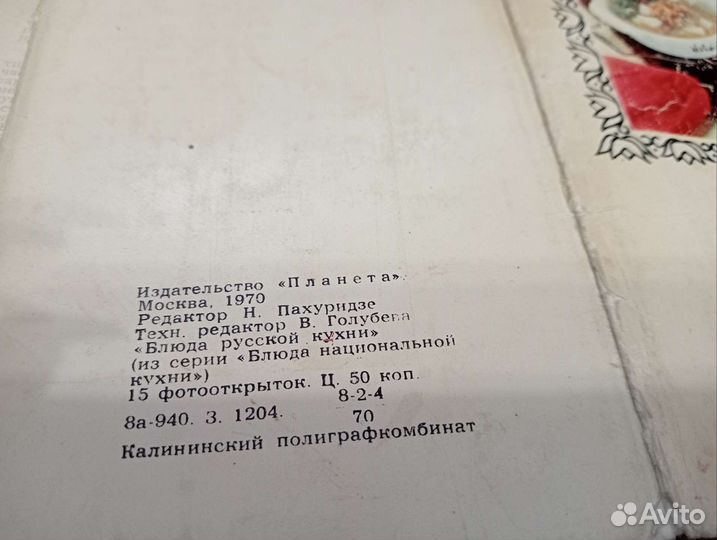 Издательство «Планета».
Москва, 1970
Редактор Н. Пахуридзе
Техн. редактор В. Голубева
«Блюда русской кухни»
(из серии «Блюда национальной
кухни»)
15 фотооткрыток. Ц. 50 коп.
8-2-4
8а-940. З. 1204. 70
Калининский полиграфкомбинат
Avito